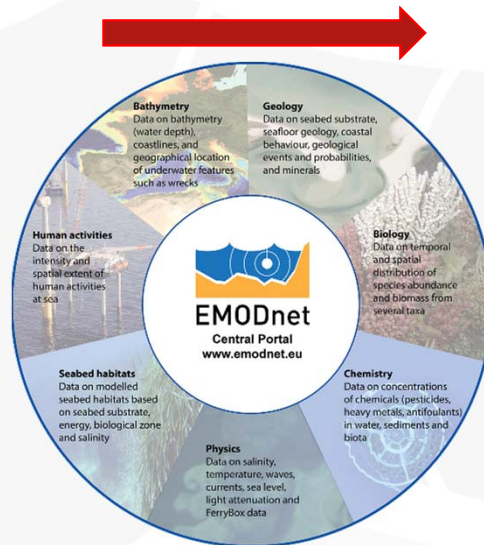 Bathymetry
Data on bathymetry
(water depth),
coastlines, and
geographical location
of underwater features
such as wrecks
Geology
Data on seabed substrate,
seafloor geology, coastal
behaviour, geological
events and probabilities,
and minerals
Human activities
Data on the
intensity and
spatial extent of
human activities
at sea
Biology
Data on temporal
and spatial
distribution of
species abundance
and biomass from
several taxa
EMODnet
Central Portal
www.emodnet.eu
Seabed habitats
Data on modelled
seabed habitats based
on seabed substrate,
energy, biological zone
and salinity
Chemistry
Data on concentrations
of chemicals (pesticides,
heavy metals, antifoulants)
in water, sediments and
biota
Physics
Data on salinity,
temperature, waves,
currents, sea level,
light attenuation and
FerryBox data